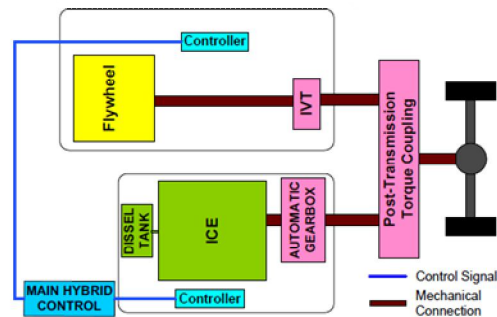 Controller
Flywheel
IVT
Post-Transmission
Torque Coupling
DISSEL
TANK
ICE
AUTOMATIC
GEARBOX
MAIN HYBRID
CONTROL
Controller
Control Signal
Mechanical
Connection